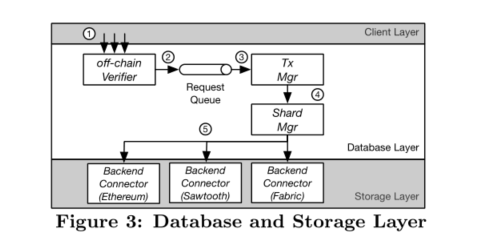 Client Layer
①
off-chain
Verifier
②
Request
Queue
③
Tx
Mgr
④
Shard
Mgr
⑤
Database Layer
Backend
Connector
(Ethereum)
Backend
Connector
(Sawtooth)
Backend
Connector
(Fabric)
Storage Layer
Figure 3: Database and Storage Layer